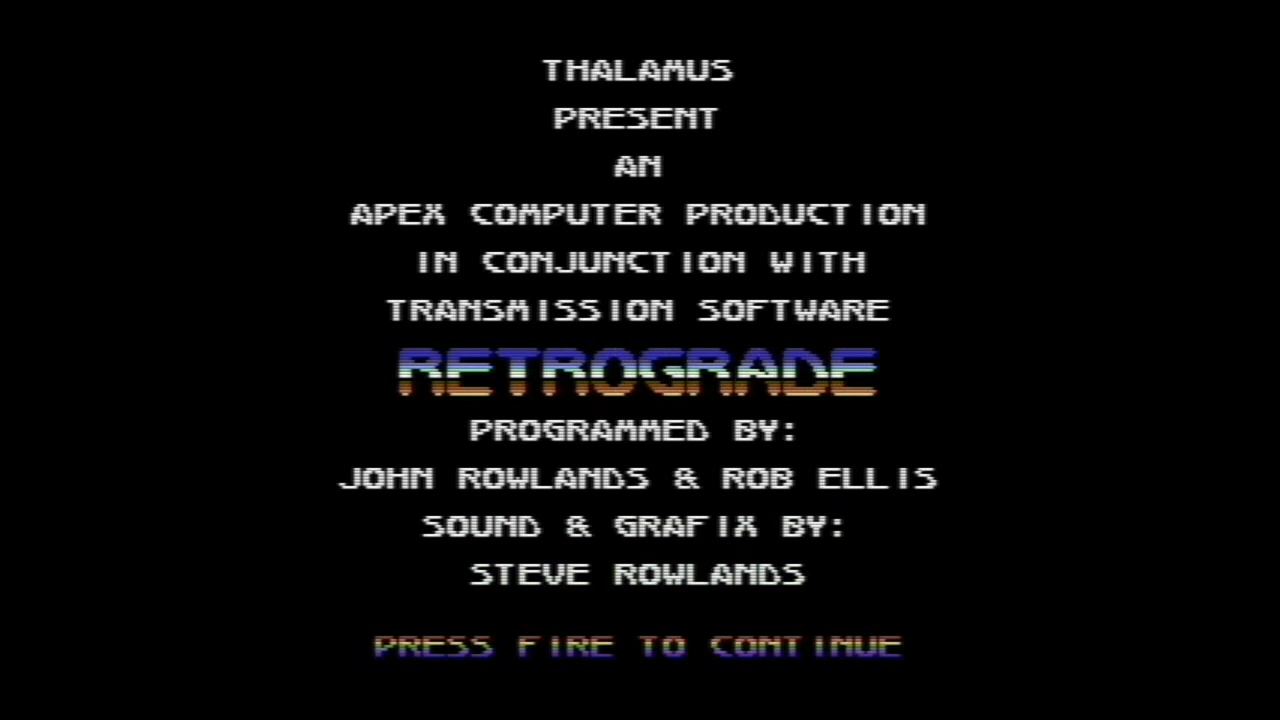 THALAMUS
PRESENT
AN
APEX COMPUTER PRODUCTION
IN CONJUNCTION WITH
TRANSMISSION SOFTWARE
RETROGRADE
PROGRAMMED BY:
JOHN ROWLANDS & ROB ELLIS
SOUND & GRAFIX BY:
STEVE ROWLANDS
PRESS FIRE TO CONTINUE